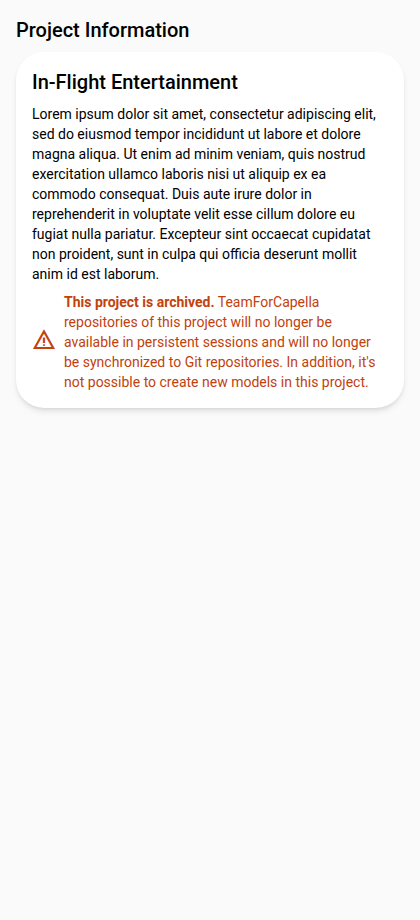 Project Information
In-Flight Entertainment
Lorem ipsum dolor sit amet, consectetur adipiscing elit,
sed do eiusmod tempor incididunt ut labore et dolore
magna aliqua. Ut enim ad minim veniam, quis nostrud
exercitation ullamco laboris nisi ut aliquip ex ea
commodo consequat. Duis aute irure dolor in
reprehenderit in voluptate velit esse cillum dolore eu
fugiat nulla pariatur. Excepteur sint occaecat cupidatat
non proident, sunt in culpa qui officia deserunt mollit
anim id est laborum.
This project is archived. TeamForCapella
repositories of this project will no longer be
available in persistent sessions and will no longer
be synchronized to Git repositories. In addition, it's
not possible to create new models in this project.